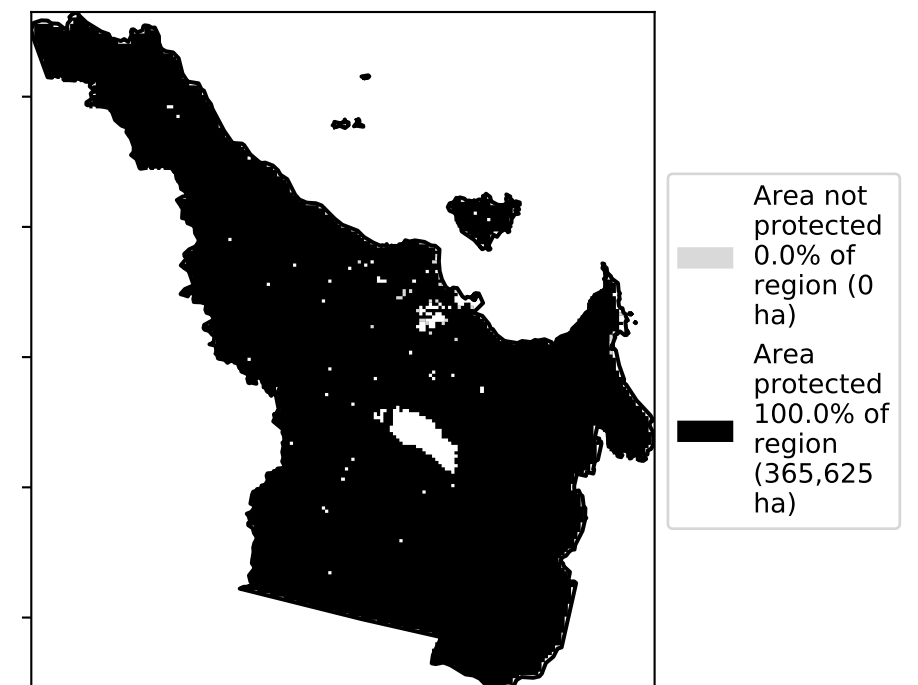 Area not
protected
0.0% of
region (0
ha)
Area
protected
100.0% of
region
(365,625
ha)